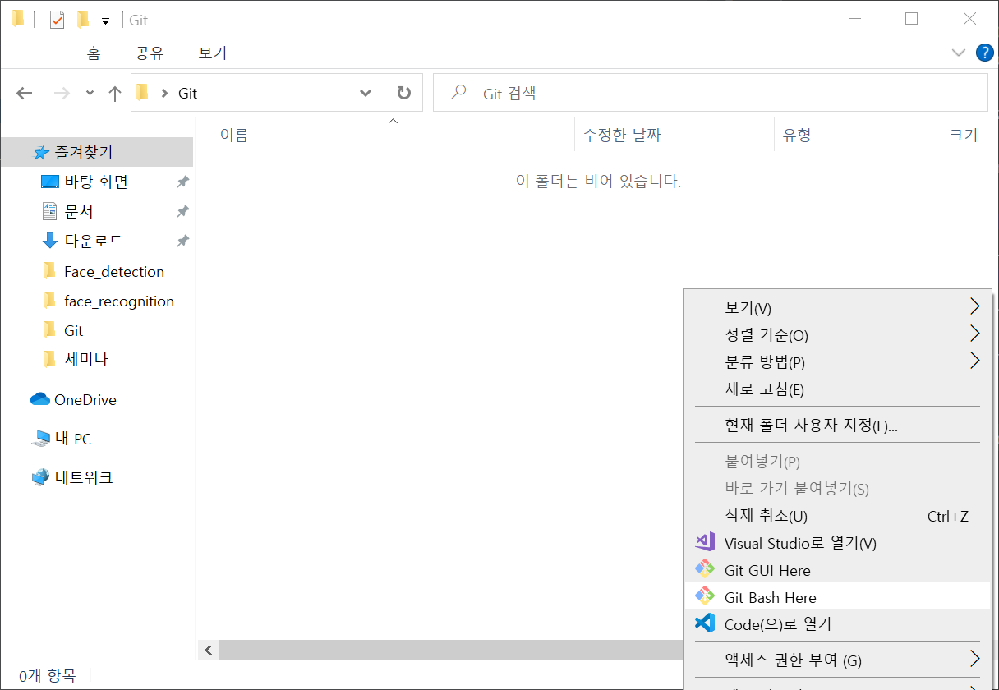 Git
홈 공유 보기
Git
Git 검색
이름 수정한 날짜 유형 크기
이 폴더는 비어 있습니다.
즐겨찾기
바탕 화면
문서
다운로드
Face_detection
face_recognition
Git
세미나
OneDrive
내 PC
네트워크
보기(V)
정렬 기준(O)
분류 방법(P)
새로 고침(E)
현재 폴더 사용자 지정(F)...
붙여넣기(P)
바로 가기 붙여넣기(S)
삭제 취소(U) Ctrl+Z
Visual Studio로 열기(V)
Git GUI Here
Git Bash Here
Code(으)로 열기
액세스 권한 부여 (G)
0개 항목